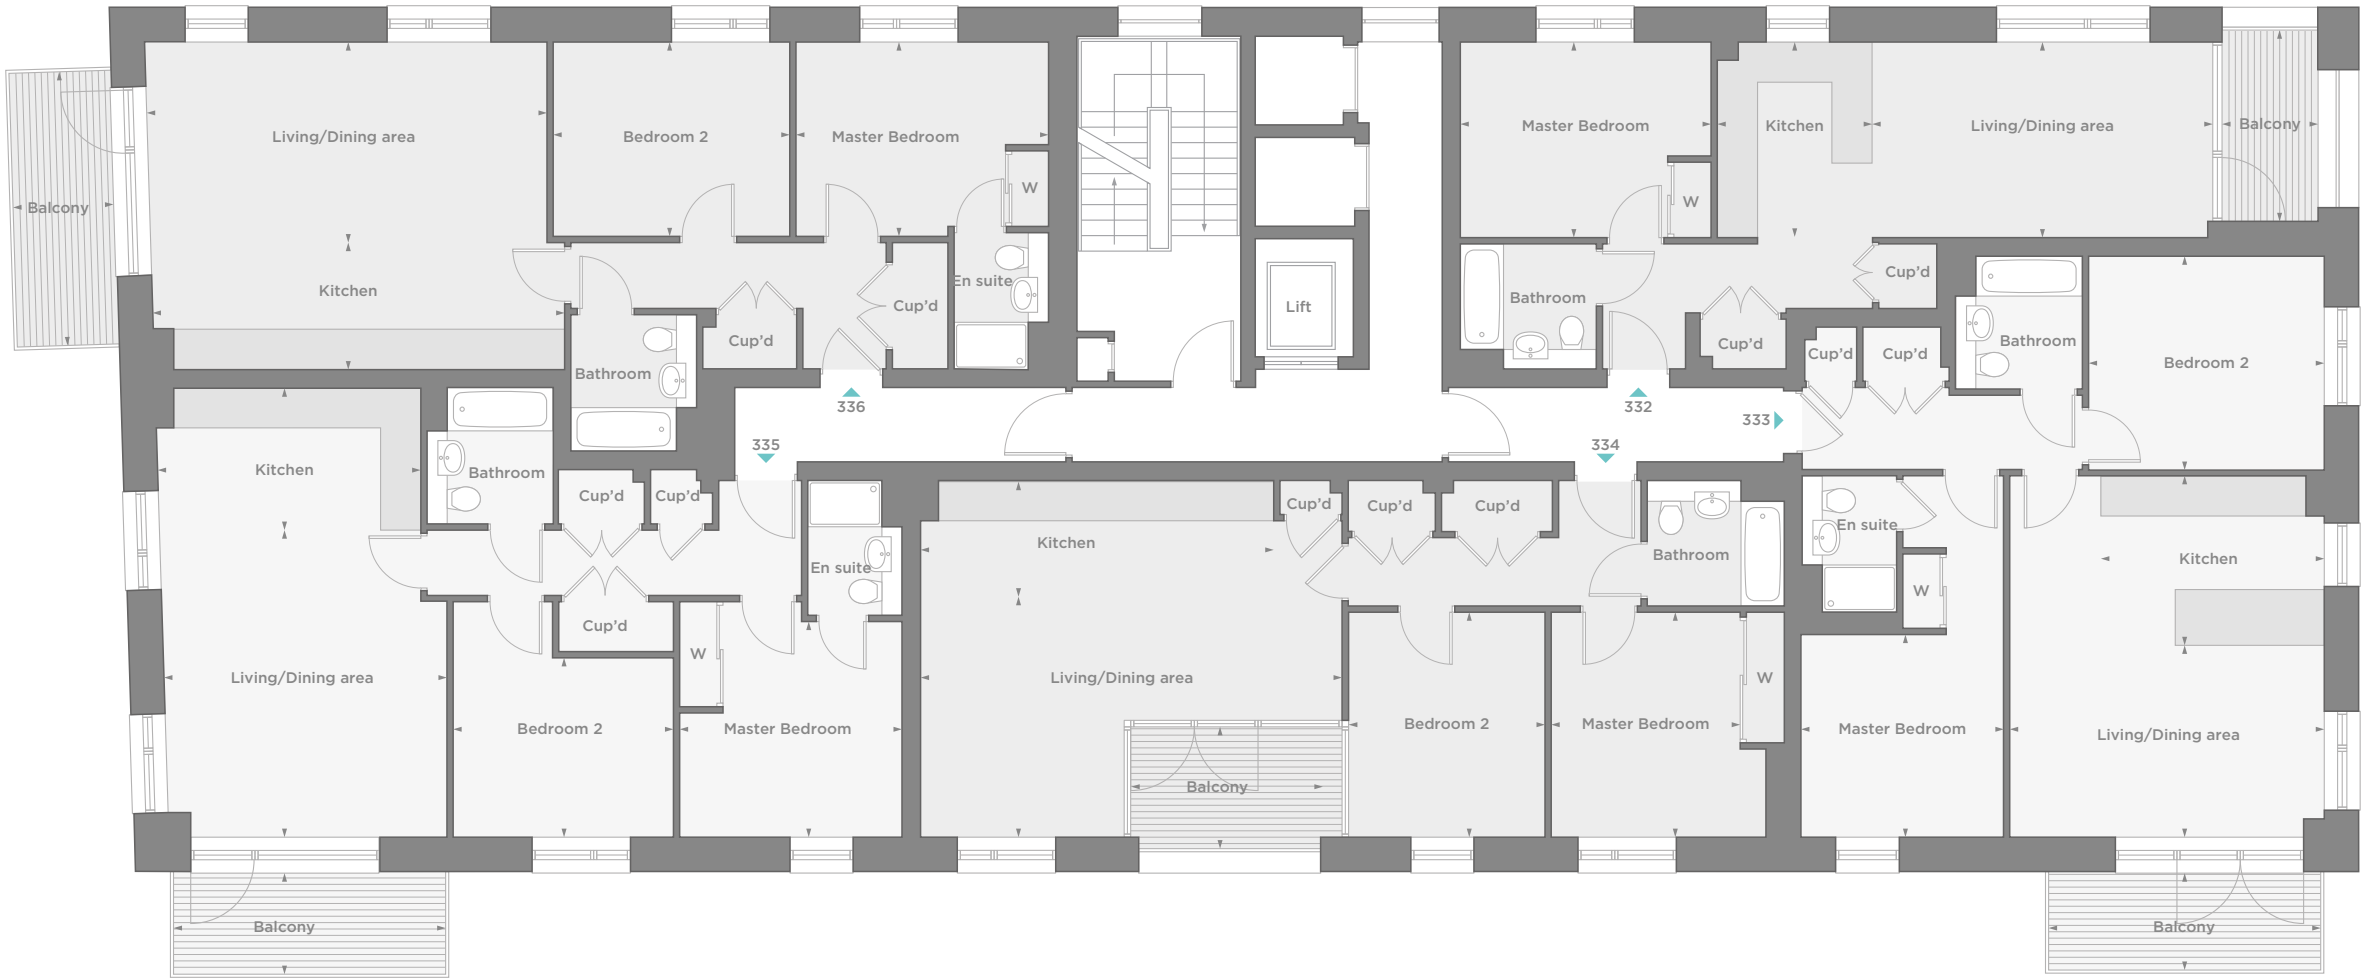 Living/Dining area
Bedroom 2
Master Bedroom
W
Balcony
Kitchen
En suite
Cup'd
Cup'd
Bathroom
336
Lift
Master Bedroom
Kitchen
Living/Dining area
Balcony
W
Bathroom
Cup'd
Cup'd
332
333
Cup'd
Cup'd
Bathroom
Bedroom 2
335
Kitchen
Bathroom
Cup'd
Cup'd
Cup'd
En suite
W
Living/Dining area
Bedroom 2
Master Bedroom
Balcony
334
Kitchen
Cup'd
Cup'd
Cup'd
Bathroom
Living/Dining area
Bedroom 2
Master Bedroom
W
Balcony
En suite
W
Kitchen
Master Bedroom
Living/Dining area
Balcony